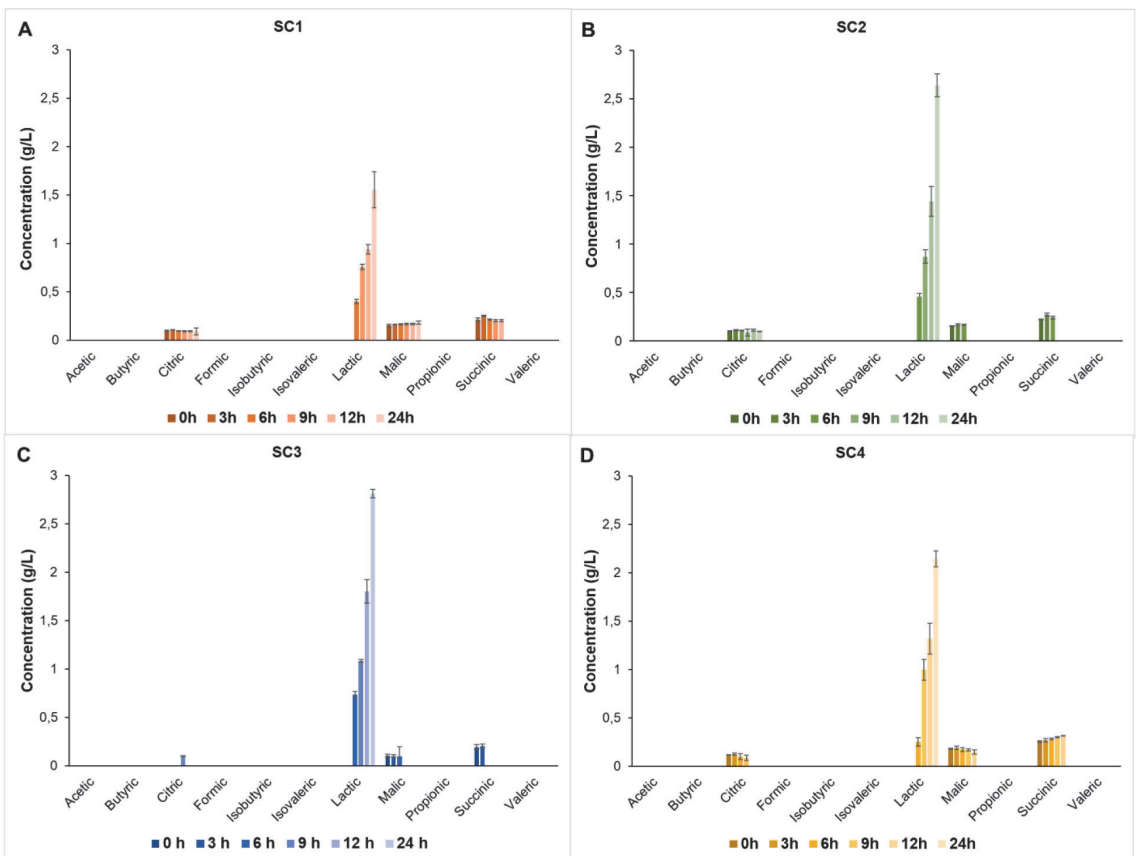 A
SC1
Concentration (g/L)
3
2,5
2
1,5
1
0,5
0
Acetic
Butyric
Citric
Formic
Isobutyric
Isovaleric
Lactic
Malic
Propionic
Succinic
Valeric
0h 3h 6h 9h 12h 24h
B
SC2
Concentration (g/L)
3
2,5
2
1,5
1
0,5
0
Acetic
Butyric
Citric
Formic
Isobutyric
Isovaleric
Lactic
Malic
Propionic
Succinic
Valeric
0h 3h 6h 9h 12h 24h
C
SC3
Concentration (g/L)
3
2,5
2
1,5
1
0,5
0
Acetic
Butyric
Citric
Formic
Isobutyric
Isovaleric
Lactic
Malic
Propionic
Succinic
Valeric
0 h 3 h 6 h 9 h 12 h 24 h
D
SC4
Concentration (g/L)
3
2,5
2
1,5
1
0,5
0
Acetic
Butyric
Citric
Formic
Isobutyric
Isovaleric
Lactic
Malic
Propionic
Succinic
Valeric
0h 3h 6h 9h 12h 24h